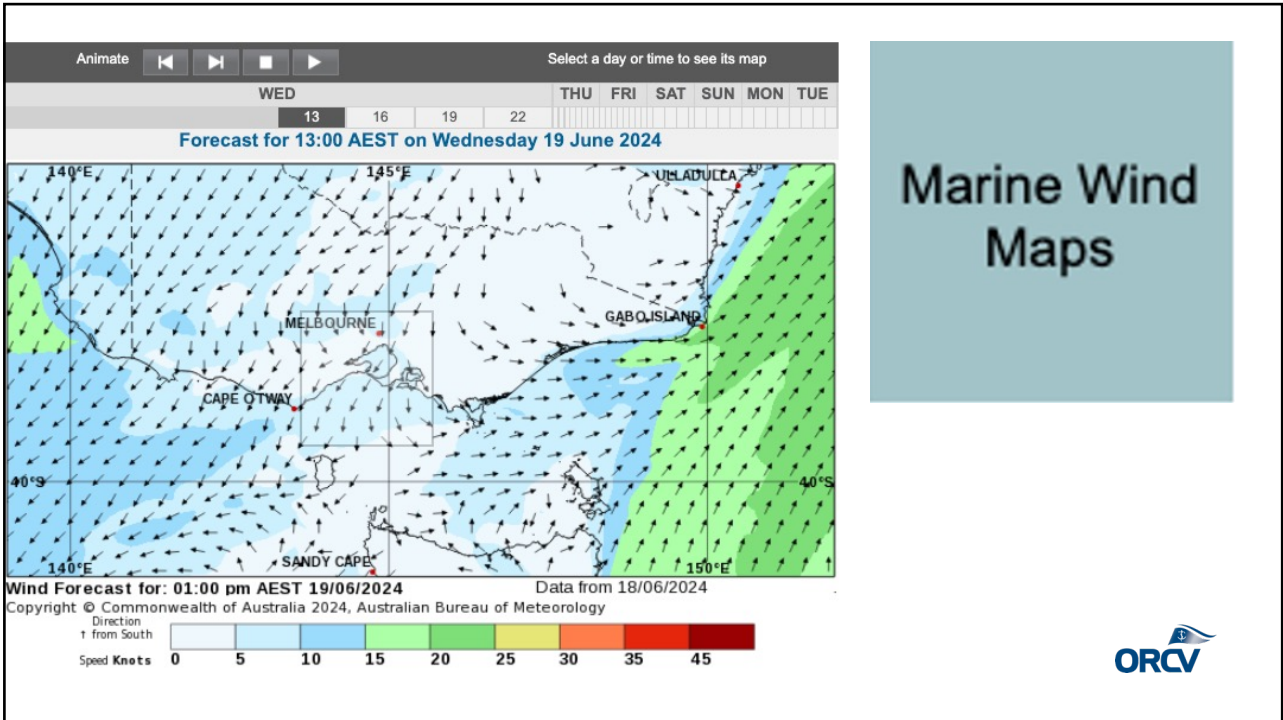 Animate
Select a day or time to see its map
WED THU FRI SAT SUN MON TUE
13 16 19 22
Forecast for 13:00 AEST on Wednesday 19 June 2024
140°E 145°E
ULLADULLA
MELBOURNE
GABO ISLAND
CAPE OTWAY
40°S 40°S
SANDY CAPE
140°E 150°E
Wind Forecast for: 01:00 pm AEST 19/06/2024 Data from 18/06/2024
Copyright © Commonwealth of Australia 2024, Australian Bureau of Meteorology
Direction
↑ from South
Speed Knots 0 5 10 15 20 25 30 35 45
Marine Wind
Maps
ORCV